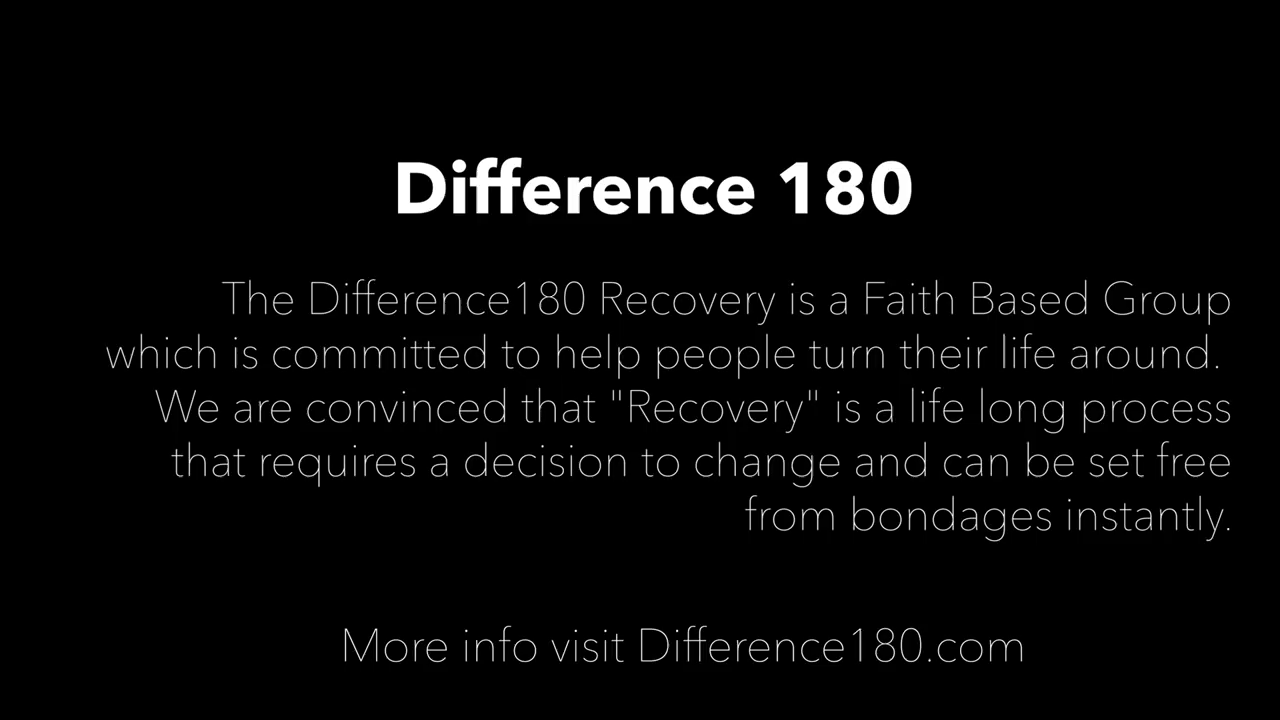 Difference 180
The Difference180 Recovery is a Faith Based Group
which is committed to help people turn their life around.
We are convinced that "Recovery" is a life long process
that requires a decision to change and can be set free
from bondages instantly.
More info visit Difference180.com